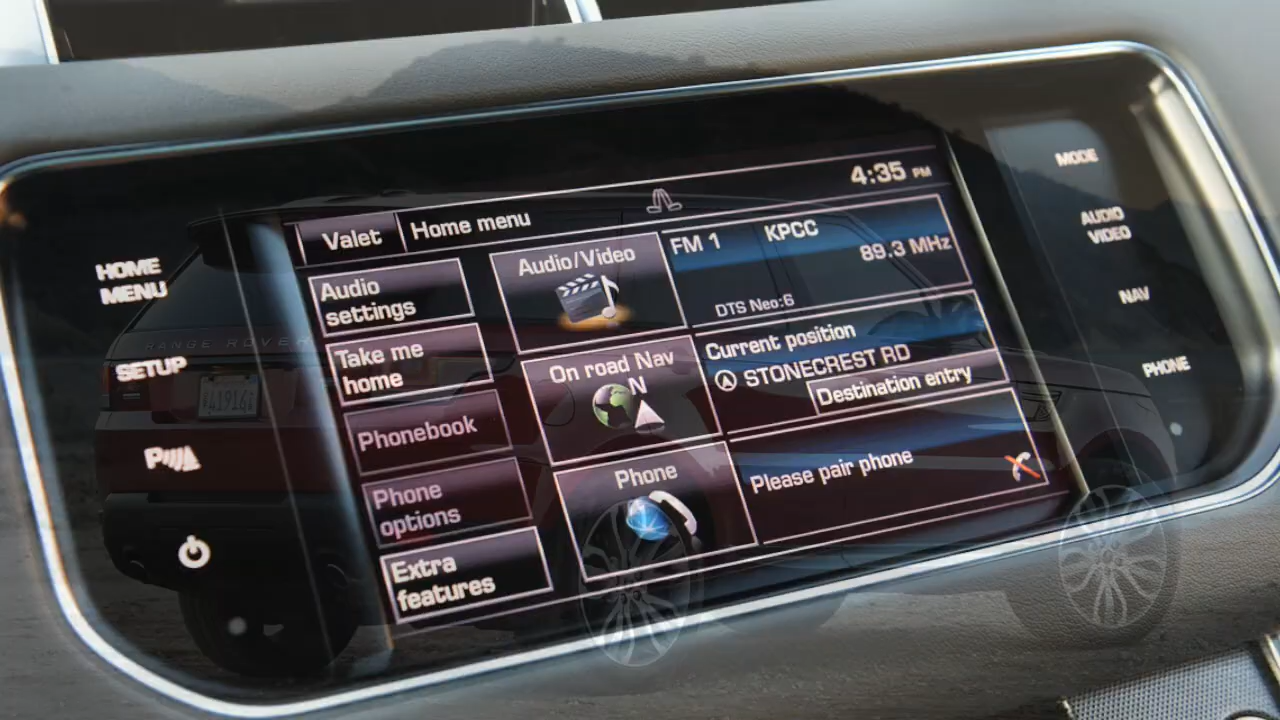 4:35 PM
Valet
Home menu
FM 1
KPCC
89.3 MHz
DTS Neo:6
HOME
MENU
SETUP
P
Audio
settings
Take me
home
Phonebook
Phone
options
Extra
features
Audio/Video
On road Nav
N
Phone
Current position
STONECREST RD
Destination entry
Please pair phone
MODE
AUDIO
VIDEO
NAV
PHONE
RANGE ROVER